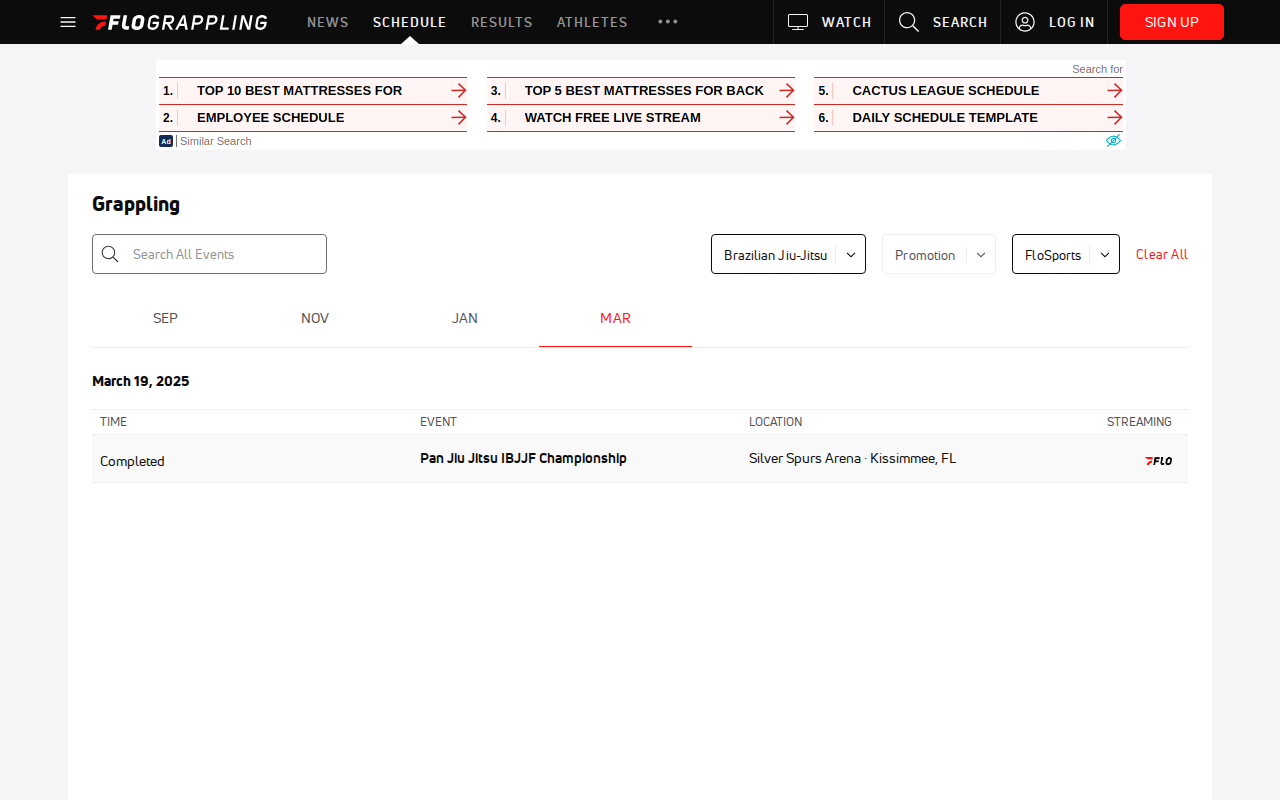 FLOGRAPPLING NEWS SCHEDULE RESULTS ATHLETES ••• WATCH SEARCH LOG IN SIGN UP
Search for
1. TOP 10 BEST MATTRESSES FOR
2. EMPLOYEE SCHEDULE
3. TOP 5 BEST MATTRESSES FOR BACK
4. WATCH FREE LIVE STREAM
5. CACTUS LEAGUE SCHEDULE
6. DAILY SCHEDULE TEMPLATE
Ad | Similar Search
Grappling
Search All Events Brazilian Jiu-Jitsu Promotion FloSports Clear All
SEP NOV JAN MAR
March 19, 2025
TIME EVENT LOCATION STREAMING
Completed Pan Jiu Jitsu IBJJF Championship Silver Spurs Arena · Kissimmee, FL FLO